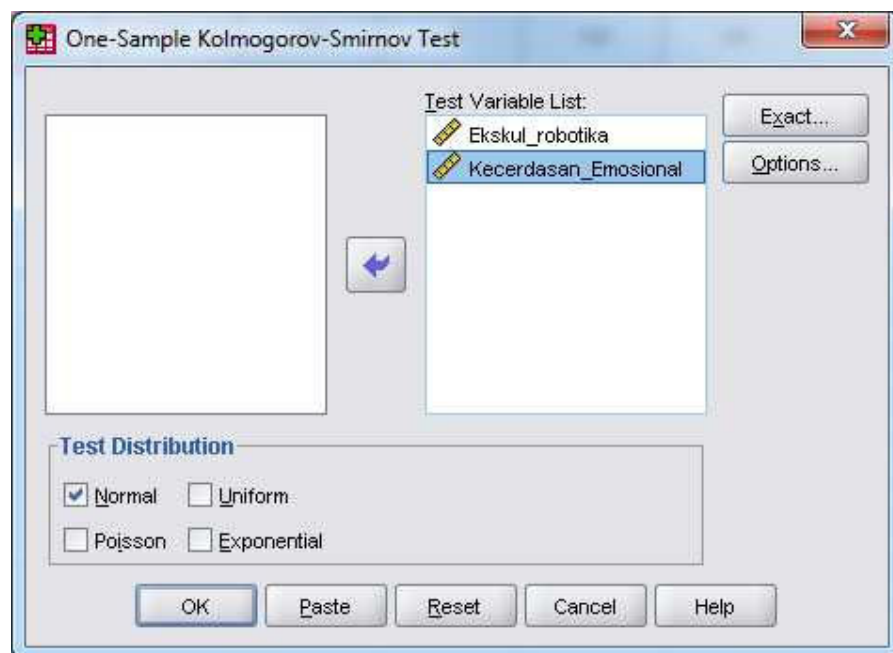 One-Sample Kolmogorov-Smirnov Test
Test Variable List:
Ekskul_robotika
Kecerdasan_Emosional
Exact...
Options...
Test Distribution
Normal Uniform
Poisson Exponential
OK Paste Reset Cancel Help